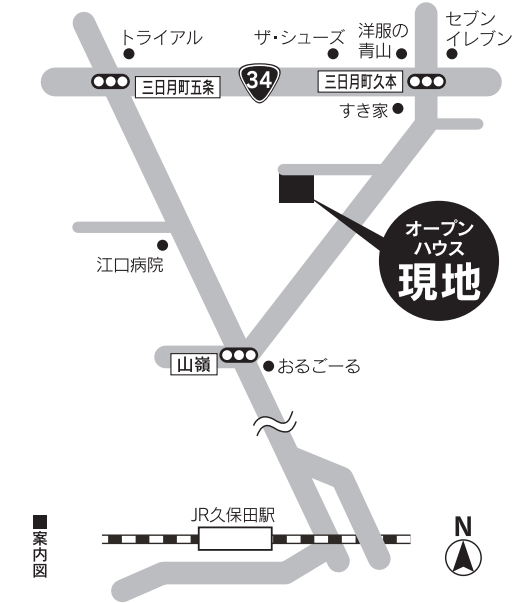 トライアル
ザ・シューズ
洋服の
青山
セブン
イレブン
三日月町五条
34
三日月町久本
すき家
オープン
ハウス
現地
江口病院
山嶺
おるごーる
JR久保田駅
N
■案内図